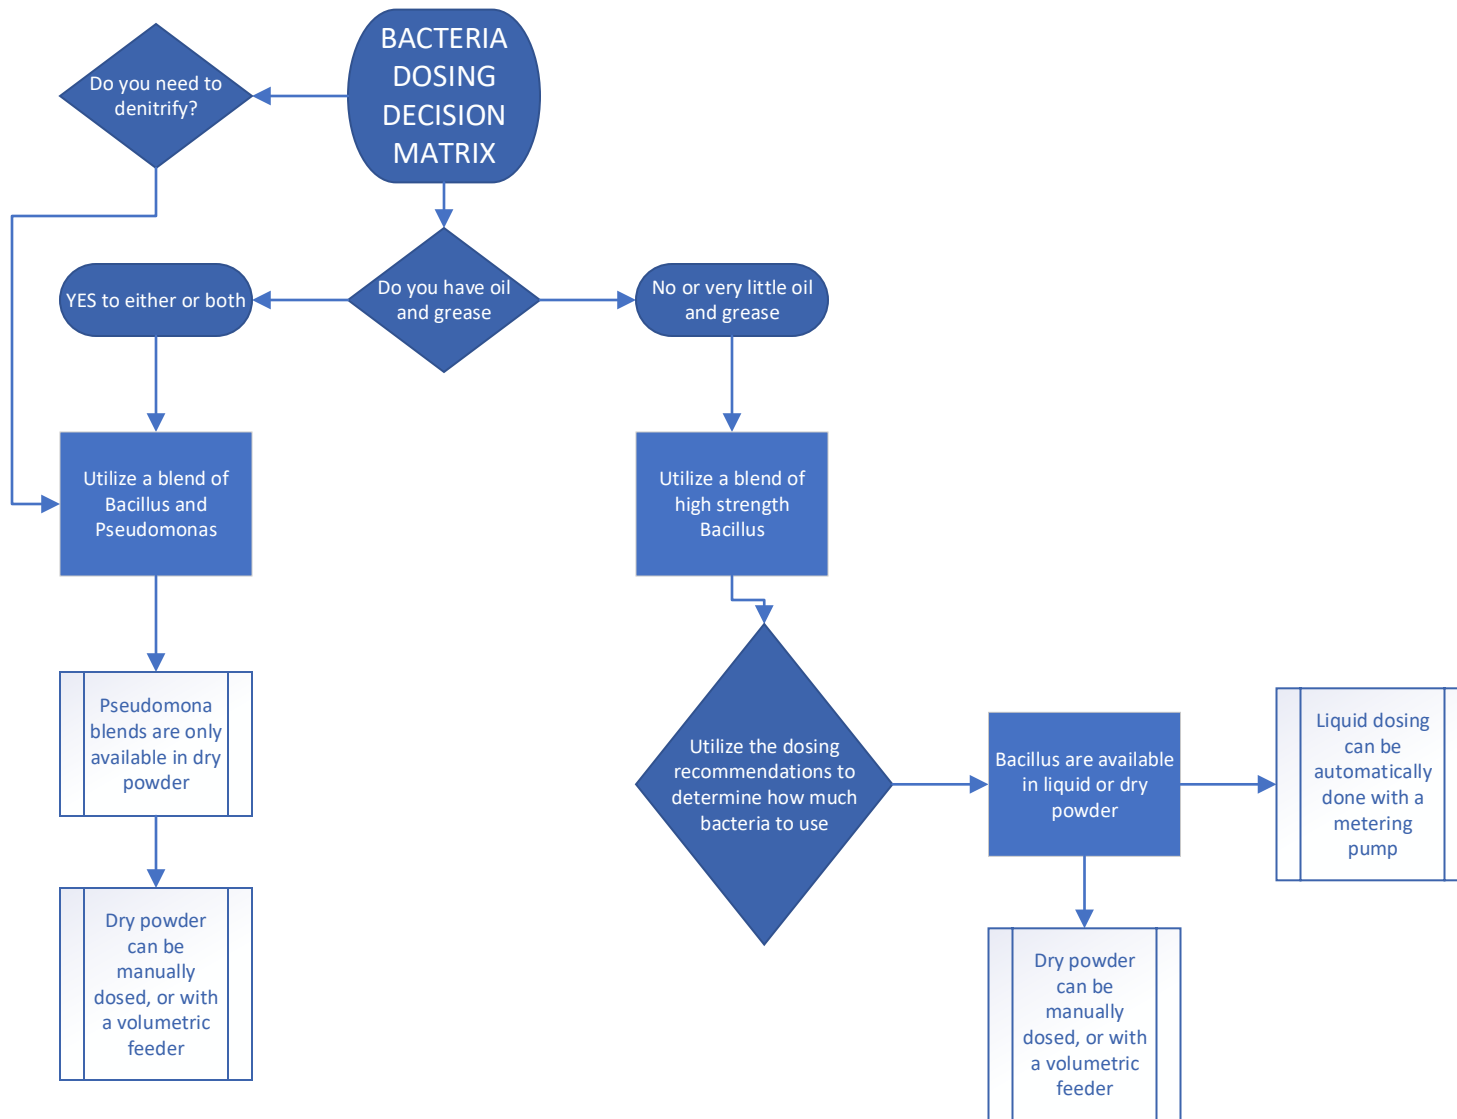 BACTERIA
DOSING
DECISION
MATRIX
Do you need to
denitrify?
YES to either or both
Do you have oil
and grease
No or very little oil
and grease
Utilize a blend of
Bacillus and
Pseudomonas
Utilize a blend of
high strength
Bacillus
Pseudomona
blends are only
available in dry
powder
Utilize the dosing
recommendations to
determine how much
bacteria to use
Bacillus are available
in liquid or dry
powder
Liquid dosing
can be
automatically
done with a
metering
pump
Dry powder
can be
manually
dosed, or with
a volumetric
feeder
Dry powder
can be
manually
dosed, or with
a volumetric
feeder